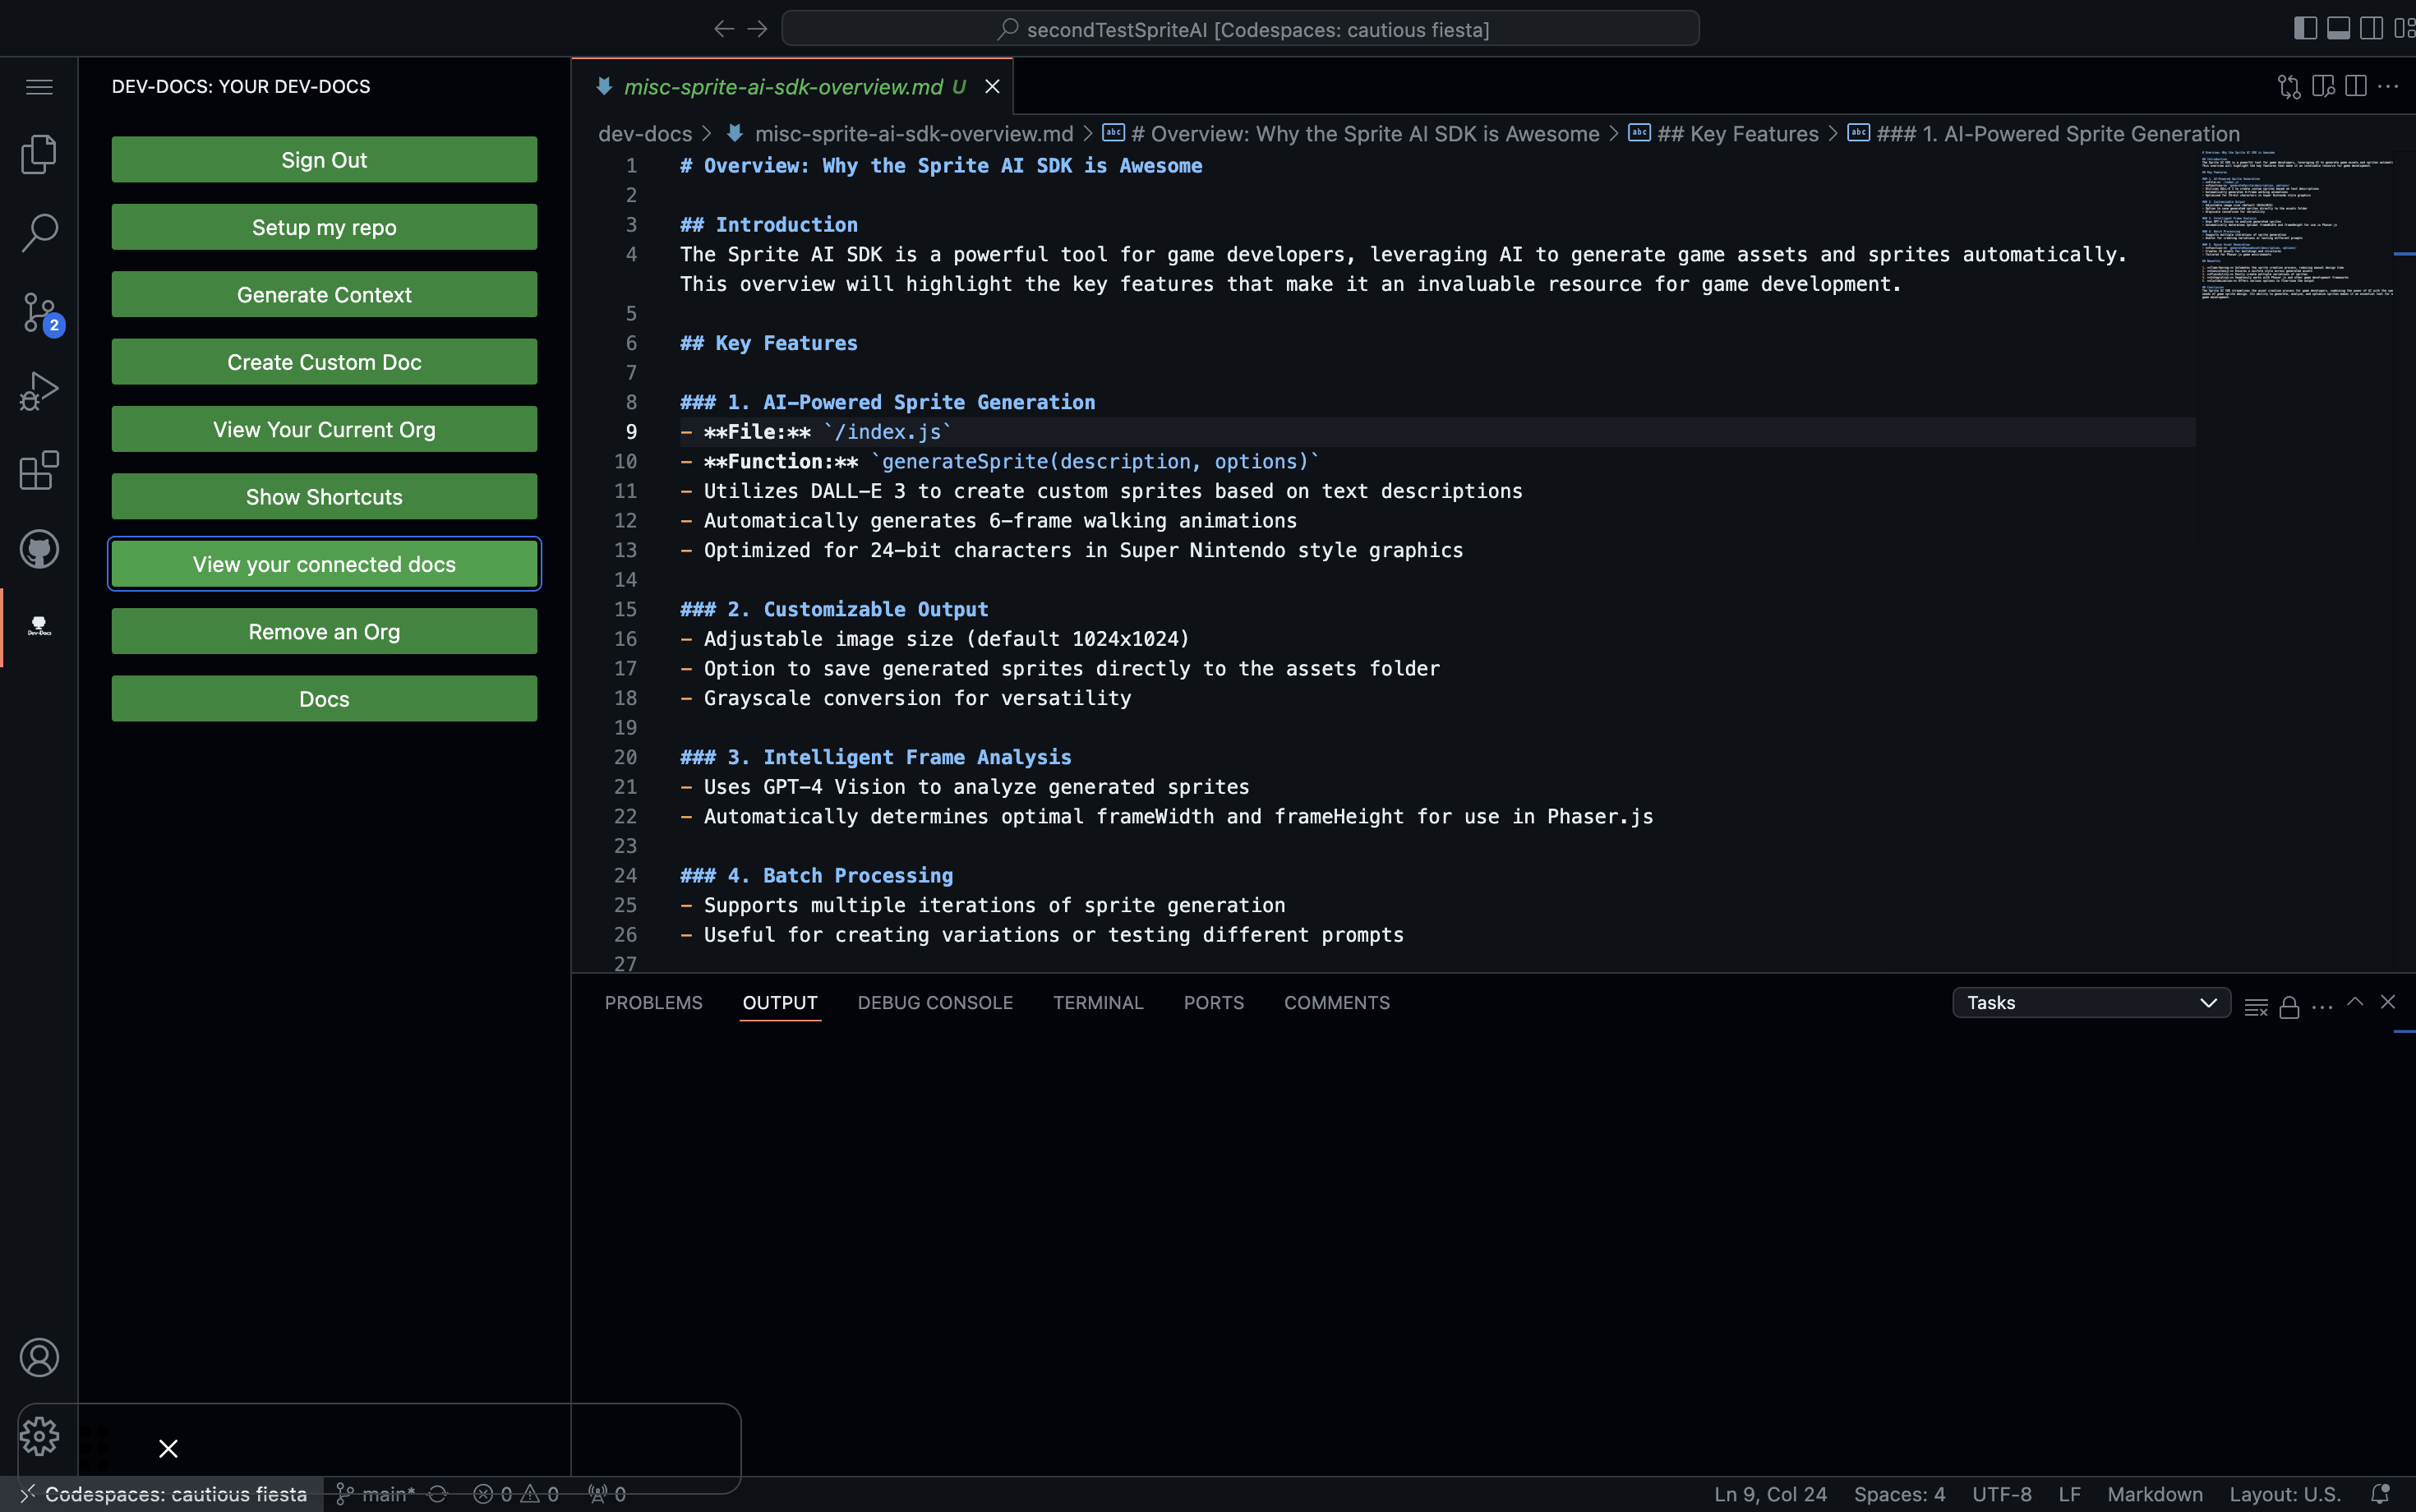 secondTestSpriteAI [Codespaces: cautious fiesta]
DEV-DOCS: YOUR DEV-DOCS
Sign Out
Setup my repo
Generate Context
Create Custom Doc
View Your Current Org
Show Shortcuts
View your connected docs
Remove an Org
Docs
2
Dev-Docs
misc-sprite-ai-sdk-overview.md U
dev-docs > misc-sprite-ai-sdk-overview.md > abc # Overview: Why the Sprite AI SDK is Awesome > abc ## Key Features > abc ### 1. AI-Powered Sprite Generation
1 # Overview: Why the Sprite AI SDK is Awesome
2
3 ## Introduction
4 The Sprite AI SDK is a powerful tool for game developers, leveraging AI to generate game assets and sprites automatically.
This overview will highlight the key features that make it an invaluable resource for game development.
5
6 ## Key Features
7
8 ### 1. AI-Powered Sprite Generation
9 - **File:** `/index.js`
10 - **Function:** `generateSprite(description, options)`
11 - Utilizes DALL-E 3 to create custom sprites based on text descriptions
12 - Automatically generates 6-frame walking animations
13 - Optimized for 24-bit characters in Super Nintendo style graphics
14
15 ### 2. Customizable Output
16 - Adjustable image size (default 1024x1024)
17 - Option to save generated sprites directly to the assets folder
18 - Grayscale conversion for versatility
19
20 ### 3. Intelligent Frame Analysis
21 - Uses GPT-4 Vision to analyze generated sprites
22 - Automatically determines optimal frameWidth and frameHeight for use in Phaser.js
23
24 ### 4. Batch Processing
25 - Supports multiple iterations of sprite generation
26 - Useful for creating variations or testing different prompts
27
PROBLEMS OUTPUT DEBUG CONSOLE TERMINAL PORTS COMMENTS
Tasks
Codespaces: cautious fiesta main* 0 0 0
Ln 9, Col 24 Spaces: 4 UTF-8 LF Markdown Layout: U.S.